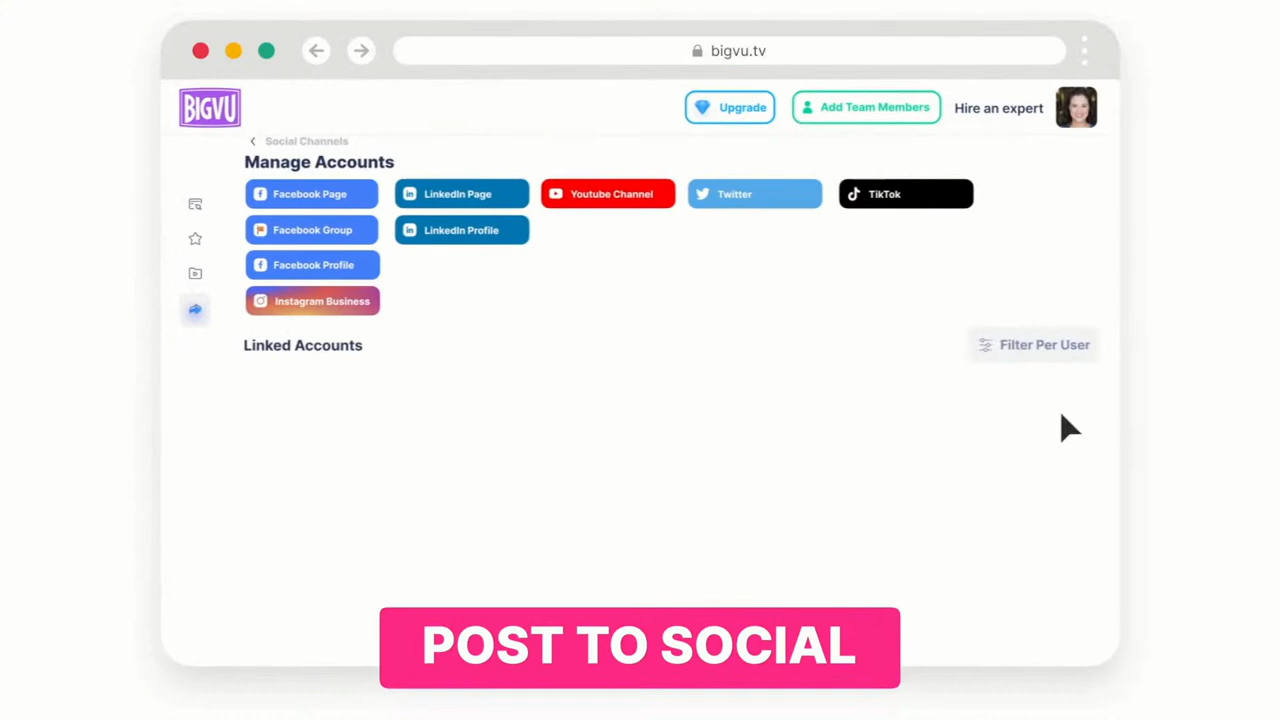 bigvu.tv
BIGVU
Upgrade
Add Team Members
Hire an expert
Social Channels
Manage Accounts
Facebook Page
LinkedIn Page
Youtube Channel
Twitter
TikTok
Facebook Group
LinkedIn Profile
Facebook Profile
Instagram Business
Linked Accounts
Filter Per User
POST TO SOCIAL